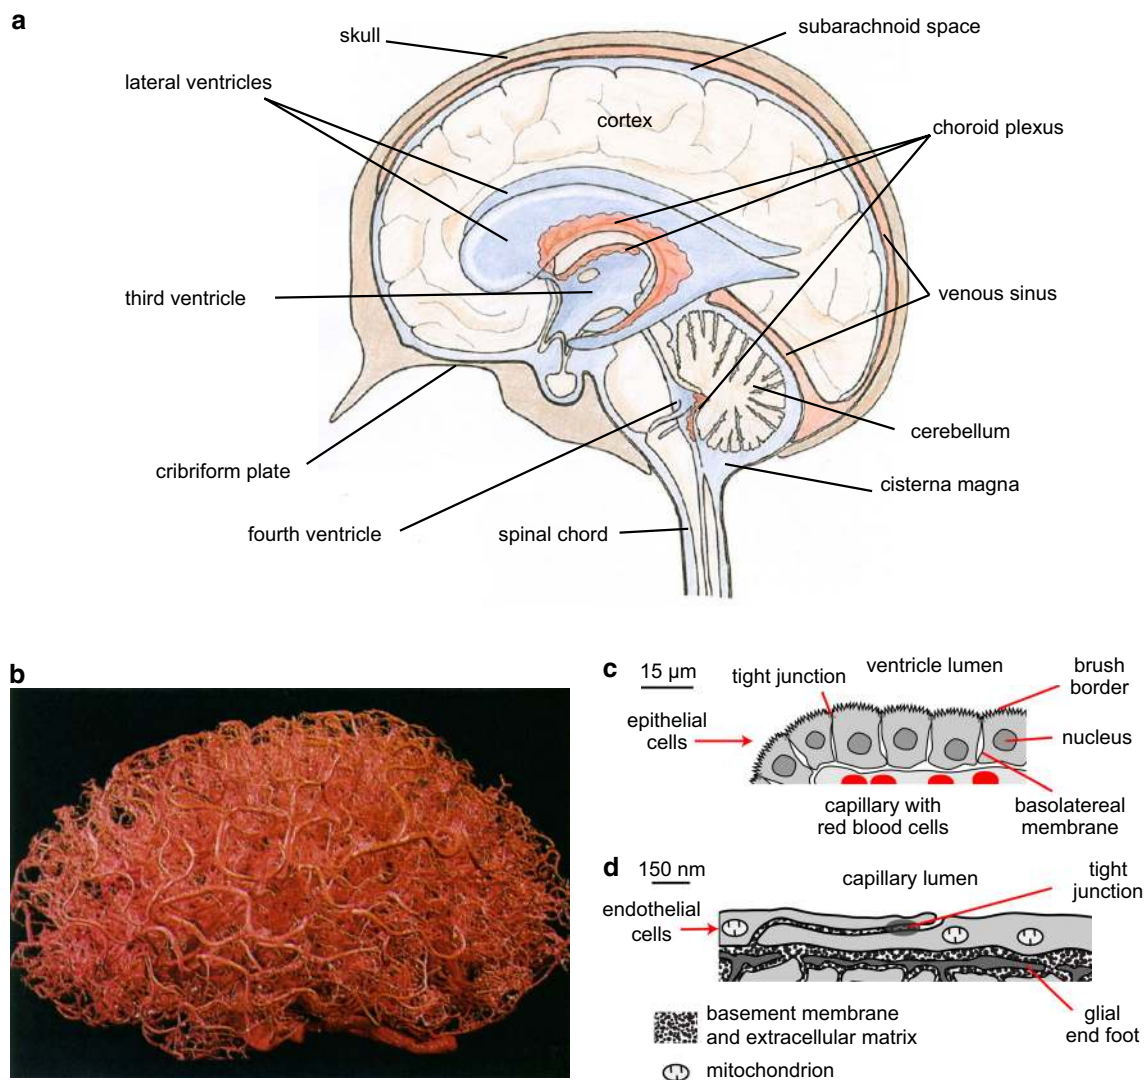 a
skull
subarachnoid space
lateral ventricles
cortex
choroid plexus
third ventricle
venous sinus
cerebellum
cribriform plate
cisterna magna
fourth ventricle
spinal chord
b
c
15 µm
tight junction
ventricle lumen
brush
border
epithelial
cells
nucleus
capillary with
red blood cells
basolatereal
membrane
d
150 nm
capillary lumen
tight
junction
endothelial
cells
basement membrane
and extracellular matrix
glial
end foot
mitochondrion